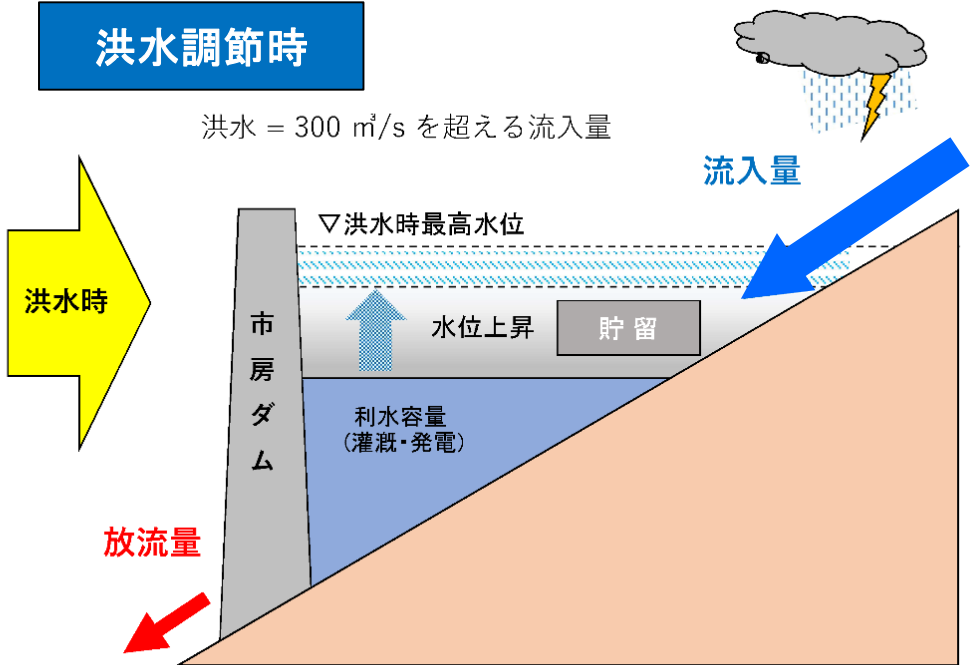 洪水調節時
洪水 = 300 ㎥/s を超える流入量
流入量
▽洪水時最高水位
洪水時
市房ダム
水位上昇
貯留
利水容量
(灌漑・発電)
放流量